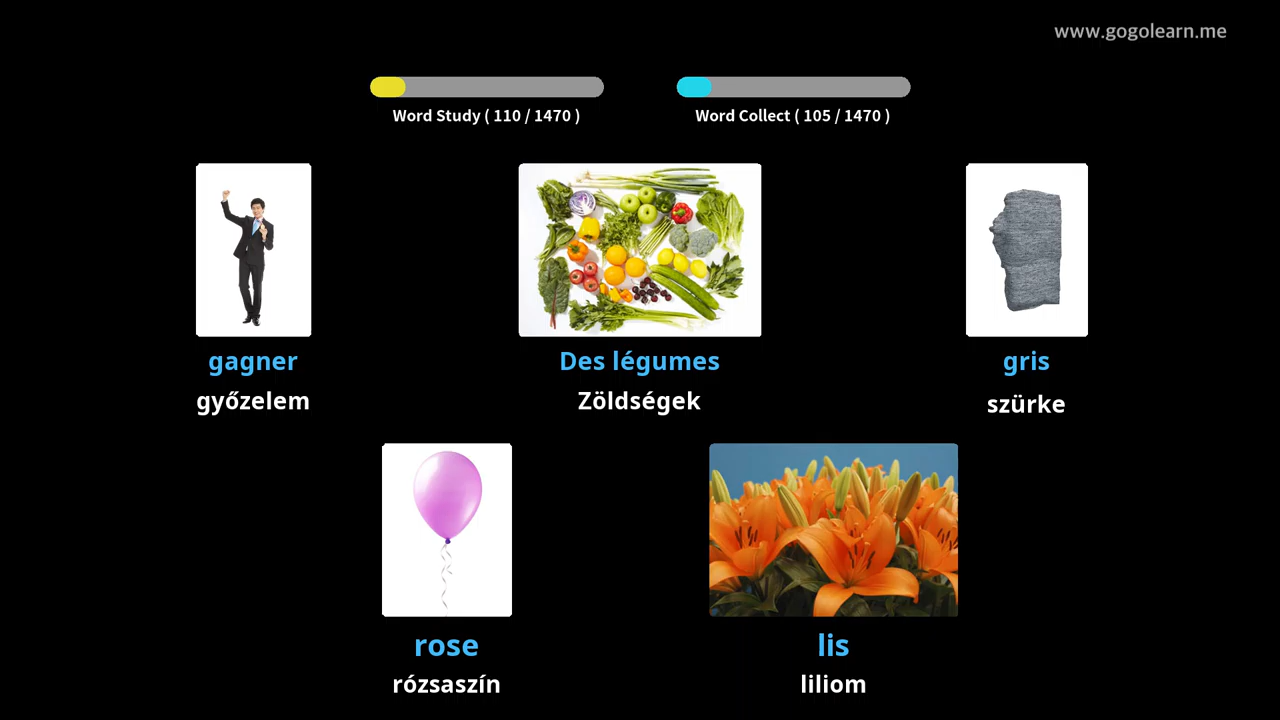 www.gogolearn.me
Word Study ( 110 / 1470 )
Word Collect ( 105 / 1470 )
gagner
győzelem
Des légumes
Zöldségek
gris
szürke
rose
rózsaszín
lis
liliom